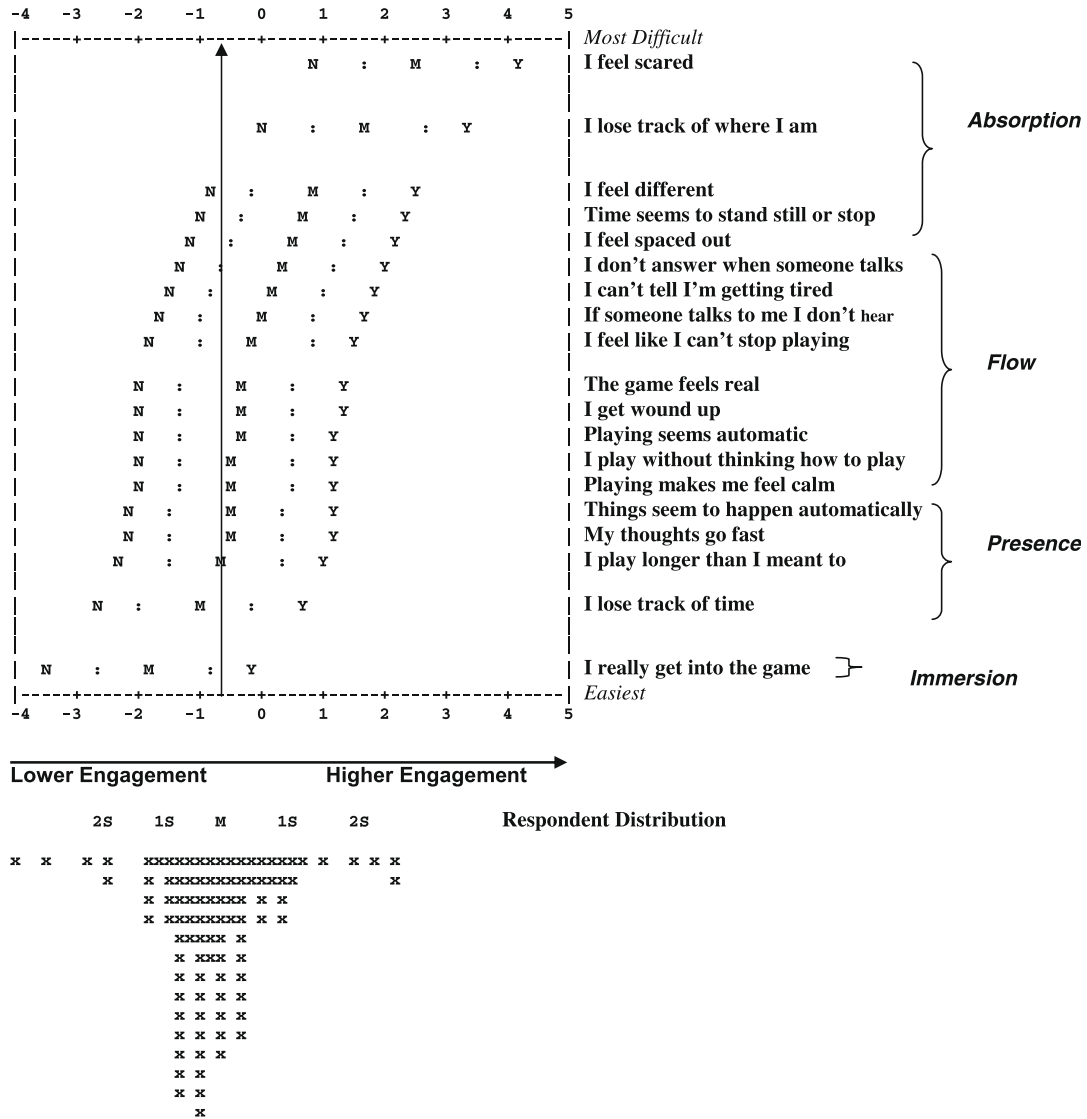 -4 -3 -2 -1 0 1 2 3 4 5
Most Difficult
N : M : Y I feel scared
Absorption
N : M : Y I lose track of where I am
N : M : Y I feel different
N : M : Y Time seems to stand still or stop
N : M : Y I feel spaced out
N : M : Y I don't answer when someone talks
N : M : Y I can't tell I'm getting tired
N : M : Y If someone talks to me I don't hear
N : M : Y I feel like I can't stop playing
Flow
N : M : Y The game feels real
N : M : Y I get wound up
N : M : Y Playing seems automatic
N : M : Y I play without thinking how to play
N : M : Y Playing makes me feel calm
N : M : Y Things seem to happen automatically
N : M : Y My thoughts go fast
Presence
N : M : Y I play longer than I meant to
N : M : Y I lose track of time
N : M : Y I really get into the game
Immersion
Easiest
-4 -3 -2 -1 0 1 2 3 4 5
Lower Engagement Higher Engagement
2S 1S M 1S 2S Respondent Distribution
x x x x xxxxxxxxxxxxxxxx x x x x
x x xxxxxxxxxxxxx x
x xxxxxxxx x x
x xxxxxxxx x x
xxxxx x
x xxx x
x x x x
x x x x
x x x x
x x x x
x x x
x x
x x
x